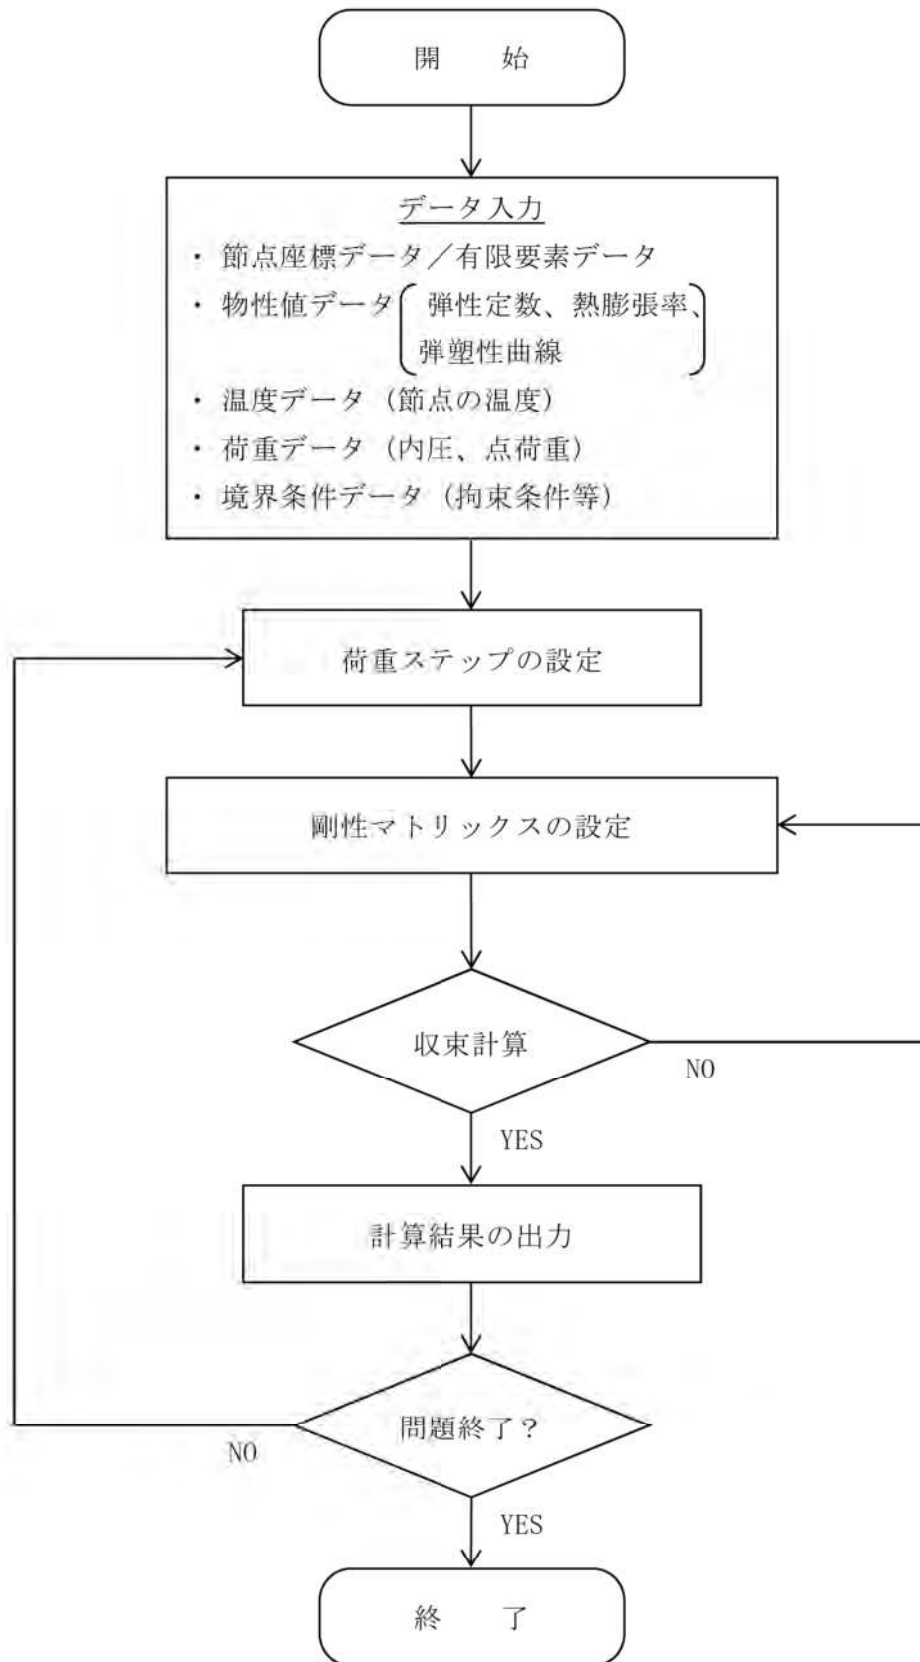 開　始
データ入力
・ 節点座標データ／有限要素データ
・ 物性値データ（弾性定数、熱膨張率、
弾塑性曲線）
・ 温度データ（節点の温度）
・ 荷重データ（内圧、点荷重）
・ 境界条件データ（拘束条件等）
荷重ステップの設定
剛性マトリックスの設定
収束計算
NO
YES
計算結果の出力
問題終了？
NO
YES
終　了